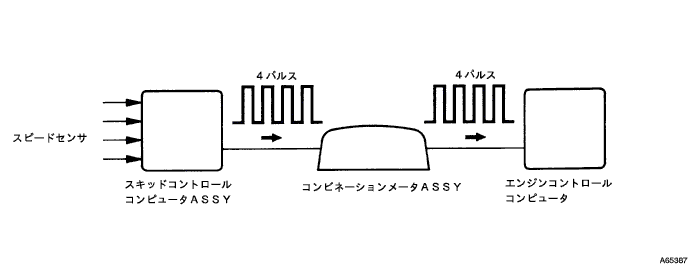 4パルス
4パルス
スピードセンサ
スキッドコントロール
コンピュータASSY
コンビネーションメータASSY
エンジンコントロール
コンピュータ
A65387